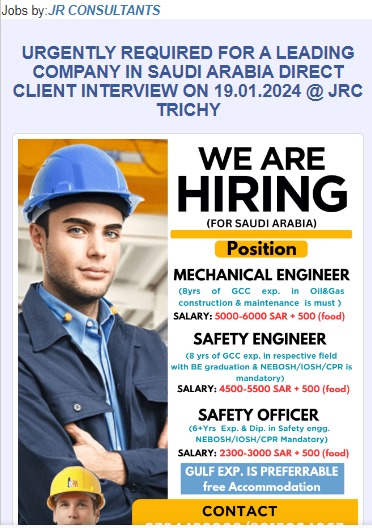 Jobs by:JR CONSULTANTS
URGENTLY REQUIRED FOR A LEADING
COMPANY IN SAUDI ARABIA DIRECT
CLIENT INTERVIEW ON 19.01.2024 @ JRC
TRICHY
WE ARE
HIRING
(FOR SAUDI ARABIA)
Position
MECHANICAL ENGINEER
(8yrs of GCC exp. in Oil&Gas
construction & maintenance is must )
SALARY: 5000-6000 SAR + 500 (food)
SAFETY ENGINEER
(8 yrs of GCC exp. in respective field
with BE graduation & NEBOSH/IOSH/CPR is
mandatory)
SALARY: 4500-5500 SAR + 500 (food)
SAFETY OFFICER
(6+Yrs Exp. & Dip. in Safety engg.
NEBOSH/IOSH/CPR Mandatory)
SALARY: 2300-3000 SAR + 500 (food)
GULF EXP. IS PREFERRABLE
free Accommodation
CONTACT